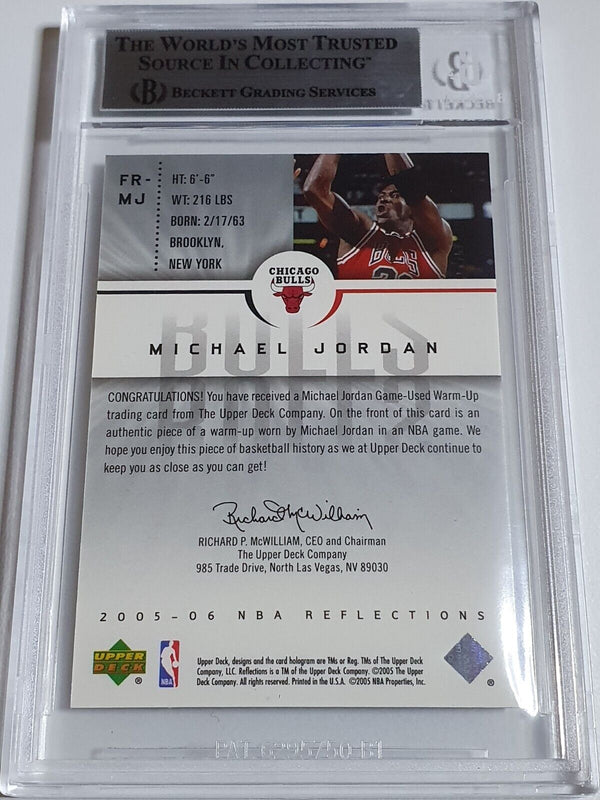 THE WORLD'S MOST TRUSTED
SOURCE IN COLLECTING™
B BECKETT GRADING SERVICES
BECKETT
FR-
MJ
HT: 6'-6"
WT: 216 LBS
BORN: 2/17/63
BROOKLYN,
NEW YORK
BULLS
CHICAGO
BULLS
BULLS
MICHAEL JORDAN
CONGRATULATIONS! You have received a Michael Jordan Game-Used Warm-Up
trading card from The Upper Deck Company. On the front of this card is an
authentic piece of a warm-up worn by Michael Jordan in an NBA game. We
hope you enjoy this piece of basketball history as we at Upper Deck continue to
keep you as close as you can get!
Richard McWilliam
RICHARD P. McWILLIAM, CEO and Chairman
The Upper Deck Company
985 Trade Drive, North Las Vegas, NV 89030
2005-06 NBA REFLECTIONS
UPPER
DECK ®
NBA
Upper Deck, designs and the card hologram are TMs or Reg. TMs of The Upper Deck
Company, LLC. Reflections is a TM of the Upper Deck Company. ©2005 The Upper
Deck Company. All rights reserved. Printed in the U.S.A. ©2005 NBA Properties, Inc.
®